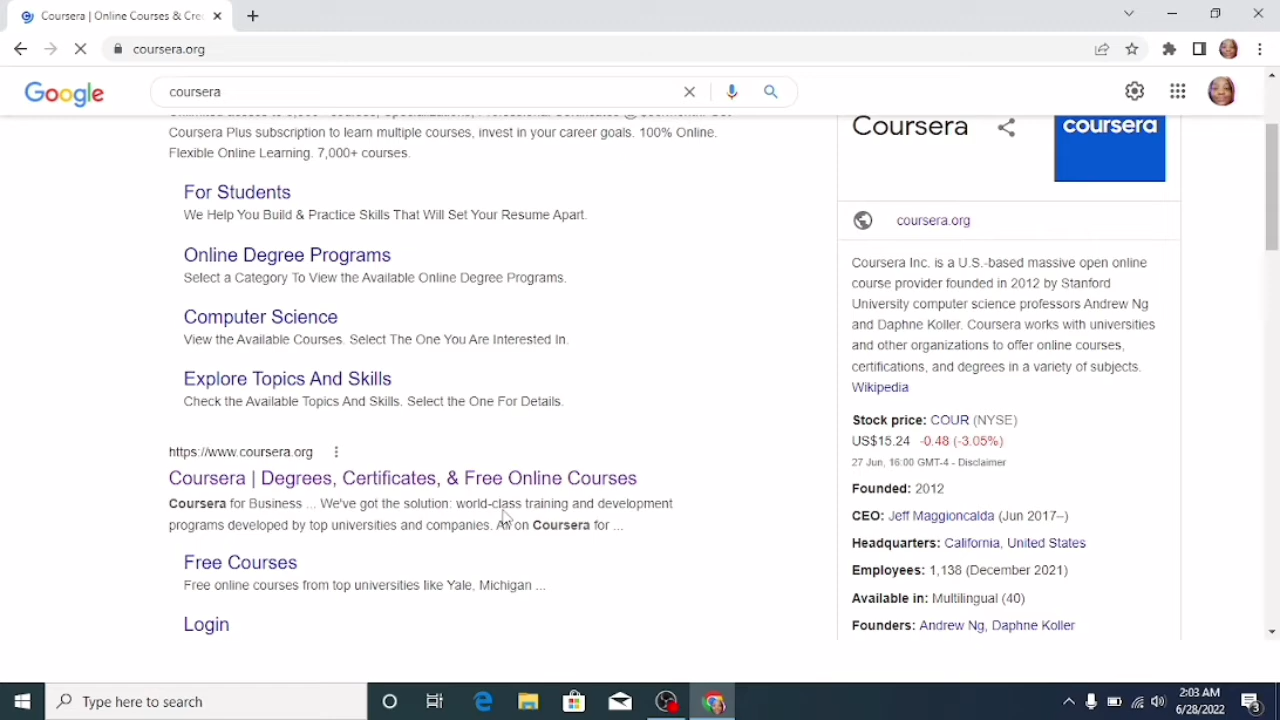 Coursera | Online Courses & Cre
coursera.org
Google
coursera
Coursera Plus subscription to learn multiple courses, invest in your career goals. 100% Online.
Flexible Online Learning. 7,000+ courses.
For Students
We Help You Build & Practice Skills That Will Set Your Resume Apart.
Online Degree Programs
Select a Category To View the Available Online Degree Programs.
Computer Science
View the Available Courses. Select The One You Are Interested In.
Explore Topics And Skills
Check the Available Topics And Skills. Select the One For Details.
https://www.coursera.org
Coursera | Degrees, Certificates, & Free Online Courses
Coursera for Business ... We've got the solution: world-class training and development
programs developed by top universities and companies. All on Coursera for ...
Free Courses
Free online courses from top universities like Yale, Michigan ...
Login
Coursera
coursera
coursera.org
Coursera Inc. is a U.S.-based massive open online
course provider founded in 2012 by Stanford
University computer science professors Andrew Ng
and Daphne Koller. Coursera works with universities
and other organizations to offer online courses,
certifications, and degrees in a variety of subjects.
Wikipedia
Stock price: COUR (NYSE)
US$15.24 -0.48 (-3.05%)
27 Jun, 16:00 GMT-4 - Disclaimer
Founded: 2012
CEO: Jeff Maggioncalda (Jun 2017–)
Headquarters: California, United States
Employees: 1,138 (December 2021)
Available in: Multilingual (40)
Founders: Andrew Ng, Daphne Koller
Type here to search
2:03 AM
6/28/2022
3